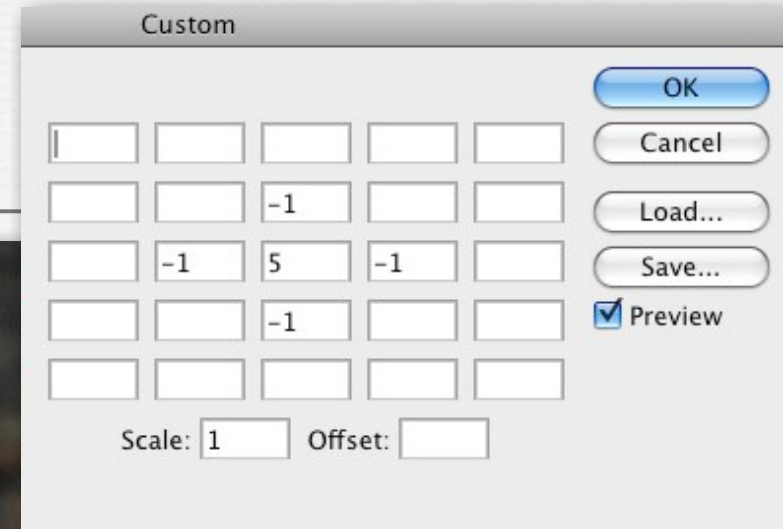 Custom
OK
Cancel
-1
Load...
-1 5 -1
Save...
-1
Preview
Scale: 1 Offset: